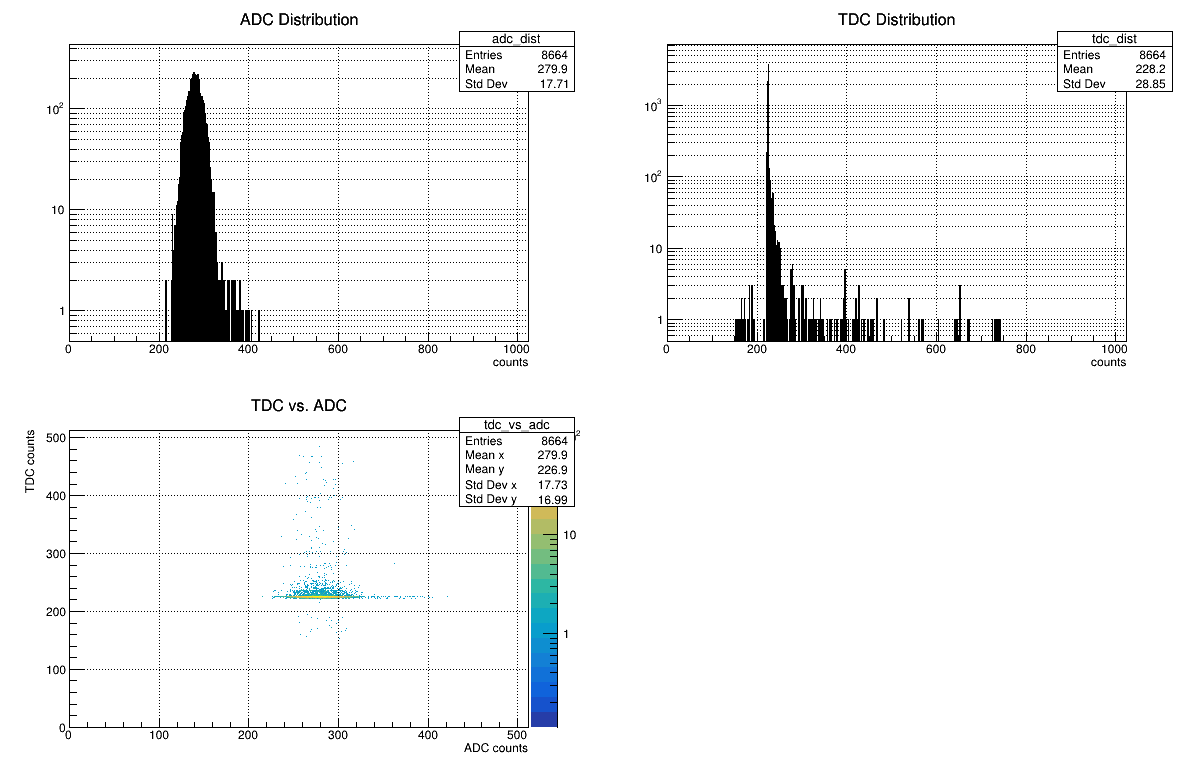 ADC Distribution
adc_dist
Entries 8664
Mean 279.9
Std Dev 17.71
10²
10
1
0 200 400 600 800 1000
counts
TDC Distribution
tdc_dist
Entries 8664
Mean 228.2
Std Dev 28.85
10³
10²
10
1
0 200 400 600 800 1000
counts
TDC vs. ADC
tdc_vs_adc
Entries 8664
Mean x 279.9
Mean y 226.9
Std Dev x 17.73
Std Dev y 16.99
TDC counts
500
400
300
200
100
0
0 100 200 300 400 500
ADC counts
2
10
1